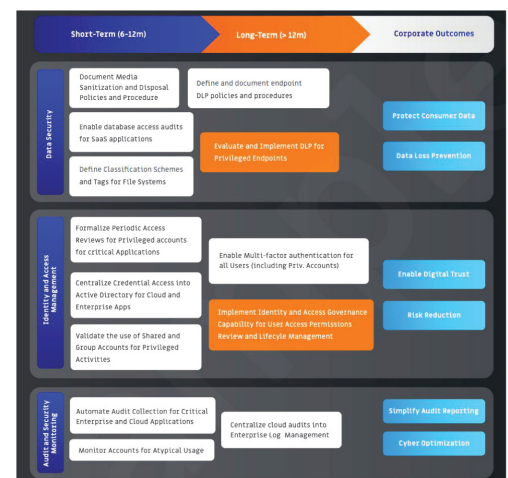 Short-Term (6-12m)
Long-Term (> 12m)
Corporate Outcomes
Data Security
Document Media
Sanitization and Disposal
Policies and Procedure
Define and document endpoint
DLP policies and procedures
Enable database access audits
for SaaS applications
Evaluate and Implement DLP for
Privileged Endpoints
Define Classification Schemes
and Tags for File Systems
Protect Consumer Data
Data Loss Prevention
Identity and Access
Management
Formalize Periodic Access
Reviews for Privileged accounts
for critical Applications
Enable Multi-factor authentication for
all Users (including Priv. Accounts)
Centralize Credential Access into
Active Directory for Cloud and
Enterprise Apps
Implement Identity and Access Governance
Capability for User Access Permissions
Review and Lifecyle Management
Validate the use of Shared and
Group Accounts for Privileged
Activities
Enable Digital Trust
Risk Reduction
Audit and Security
Monitoring
Automate Audit Collection for Critical
Enterprise and Cloud Applications
Centralize cloud audits into
Enterprise Log Management
Monitor Accounts for Atypical Usage
Simplify Audit Reporting
Cyber Optimization